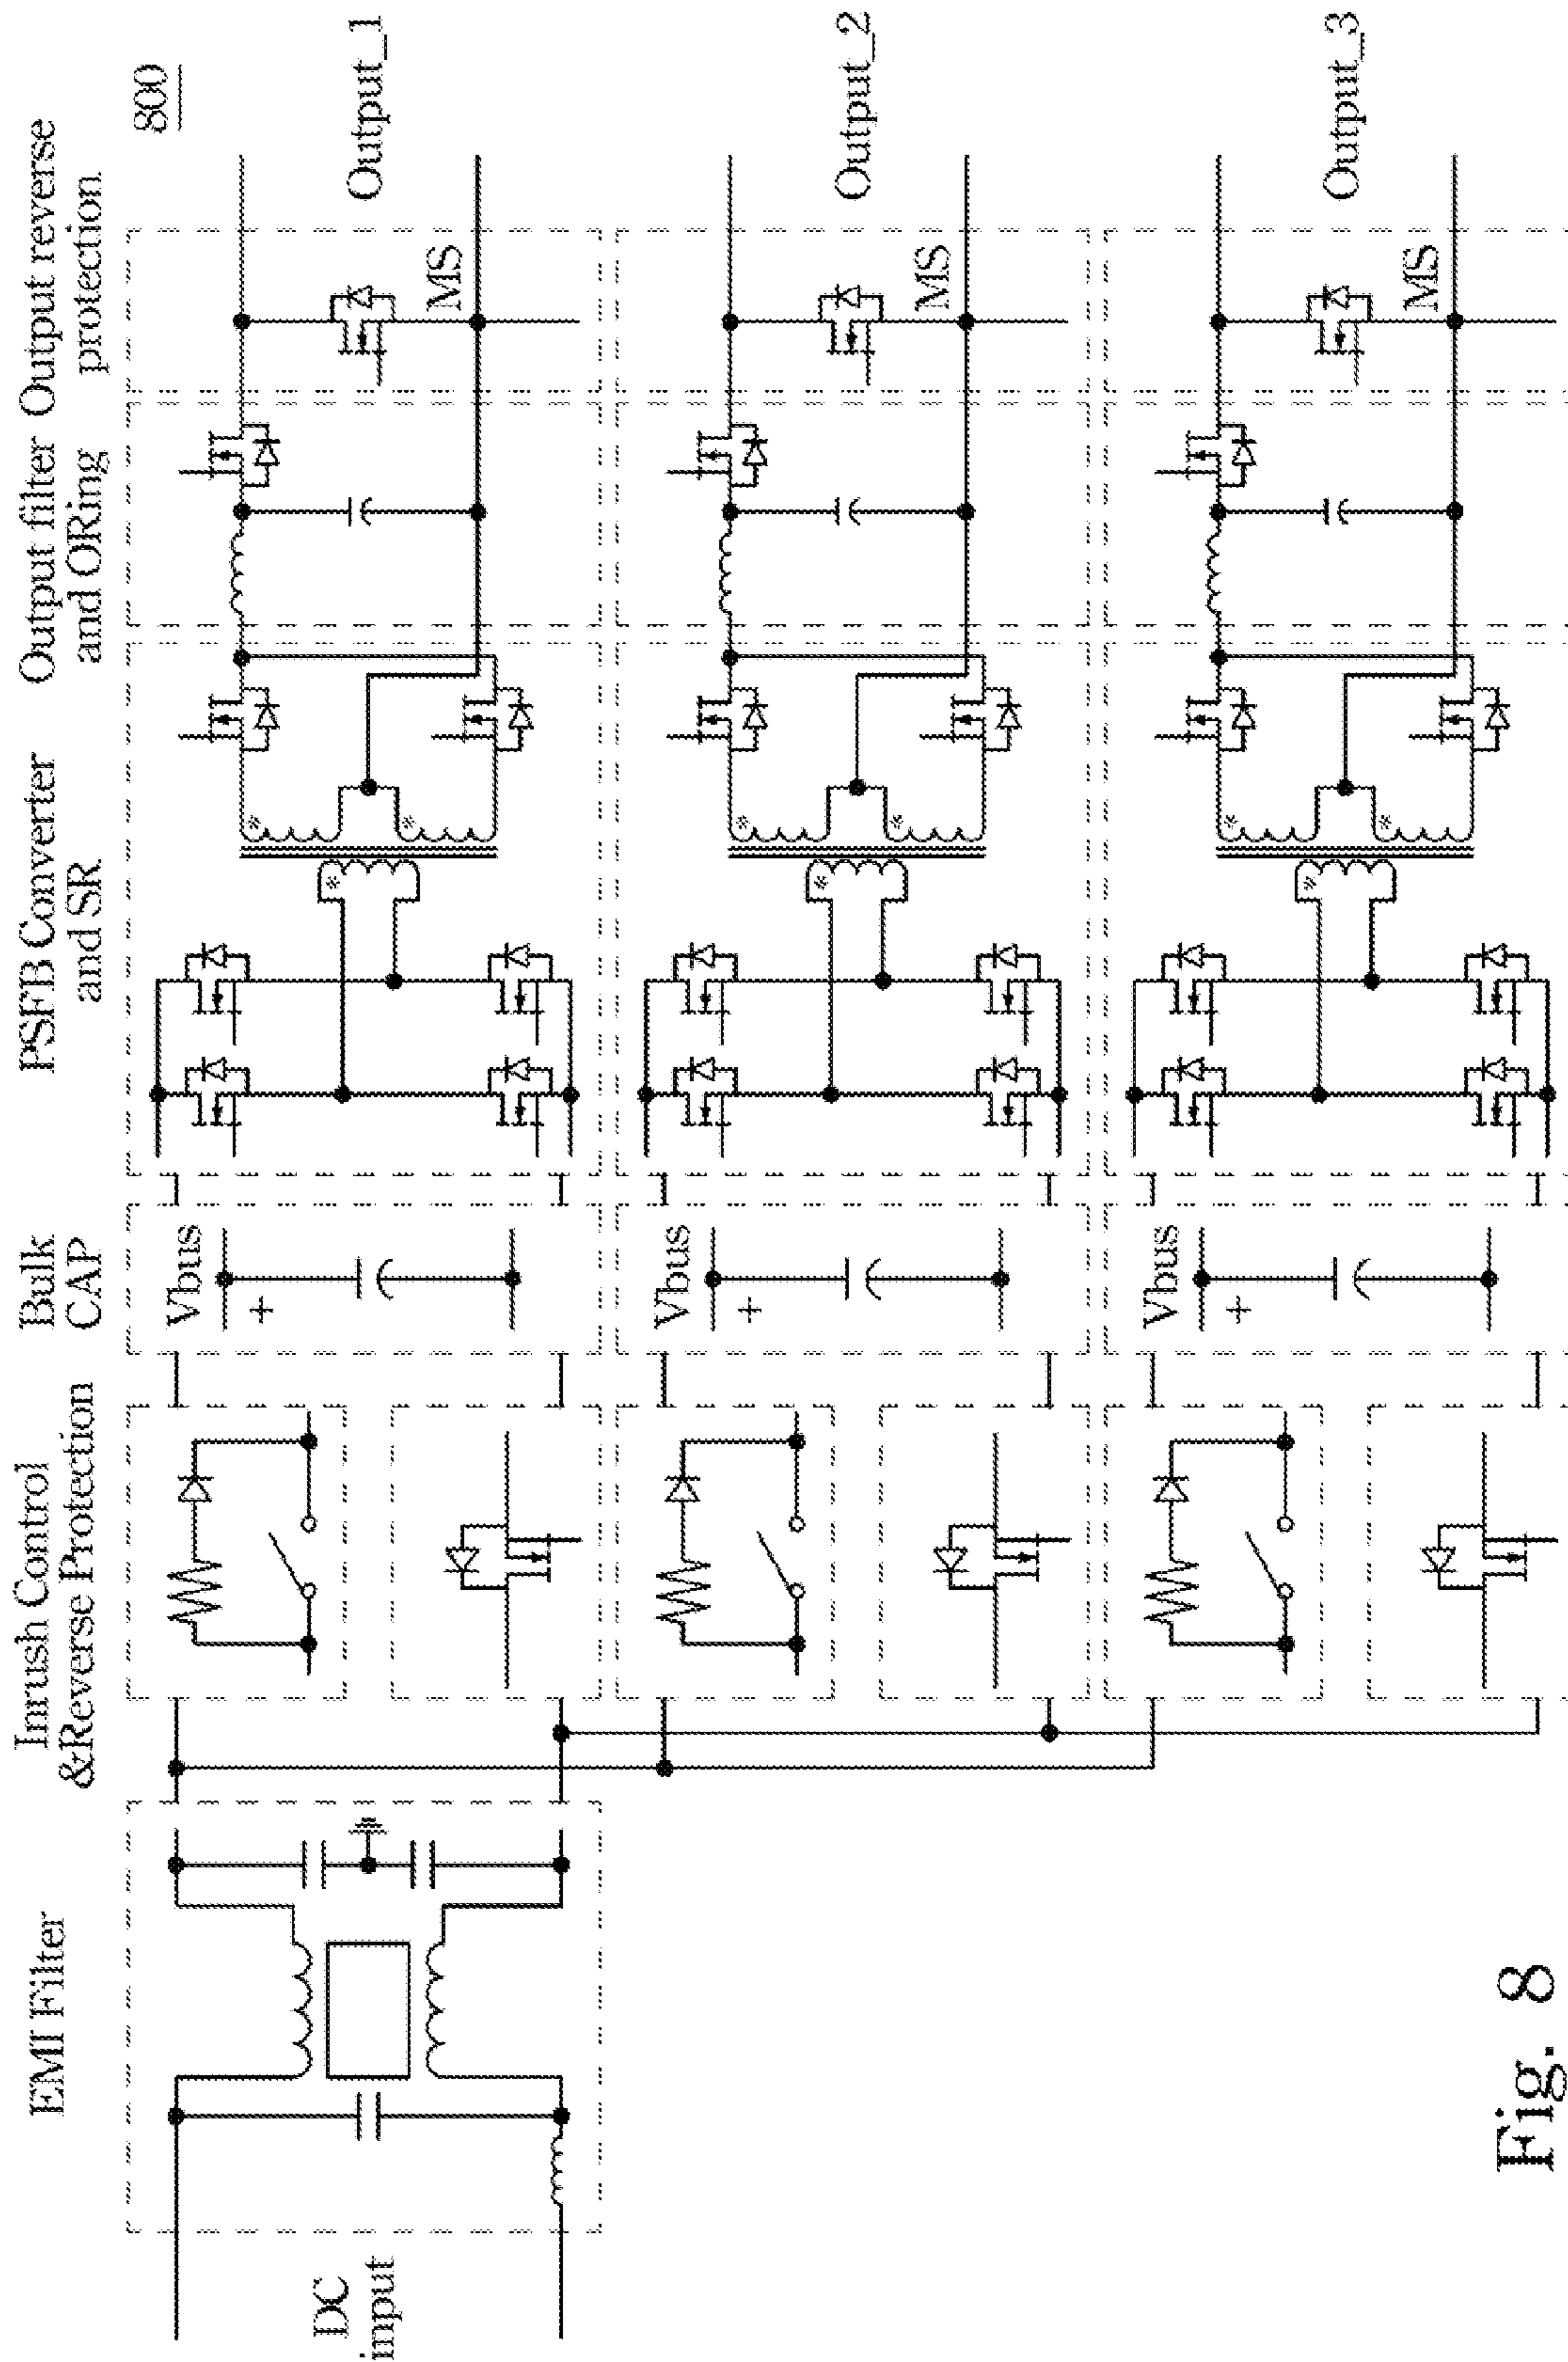 800
EMI Filter
Inrush Control
&Reverse Protection
Bulk
CAP
PSFB Converter
and SR
Output filter
and ORing
Output reverse
protection
DC
input
Vbus
+
MS
Output_1
Vbus
+
MS
Output_2
Vbus
+
MS
Output_3
Fig. 8